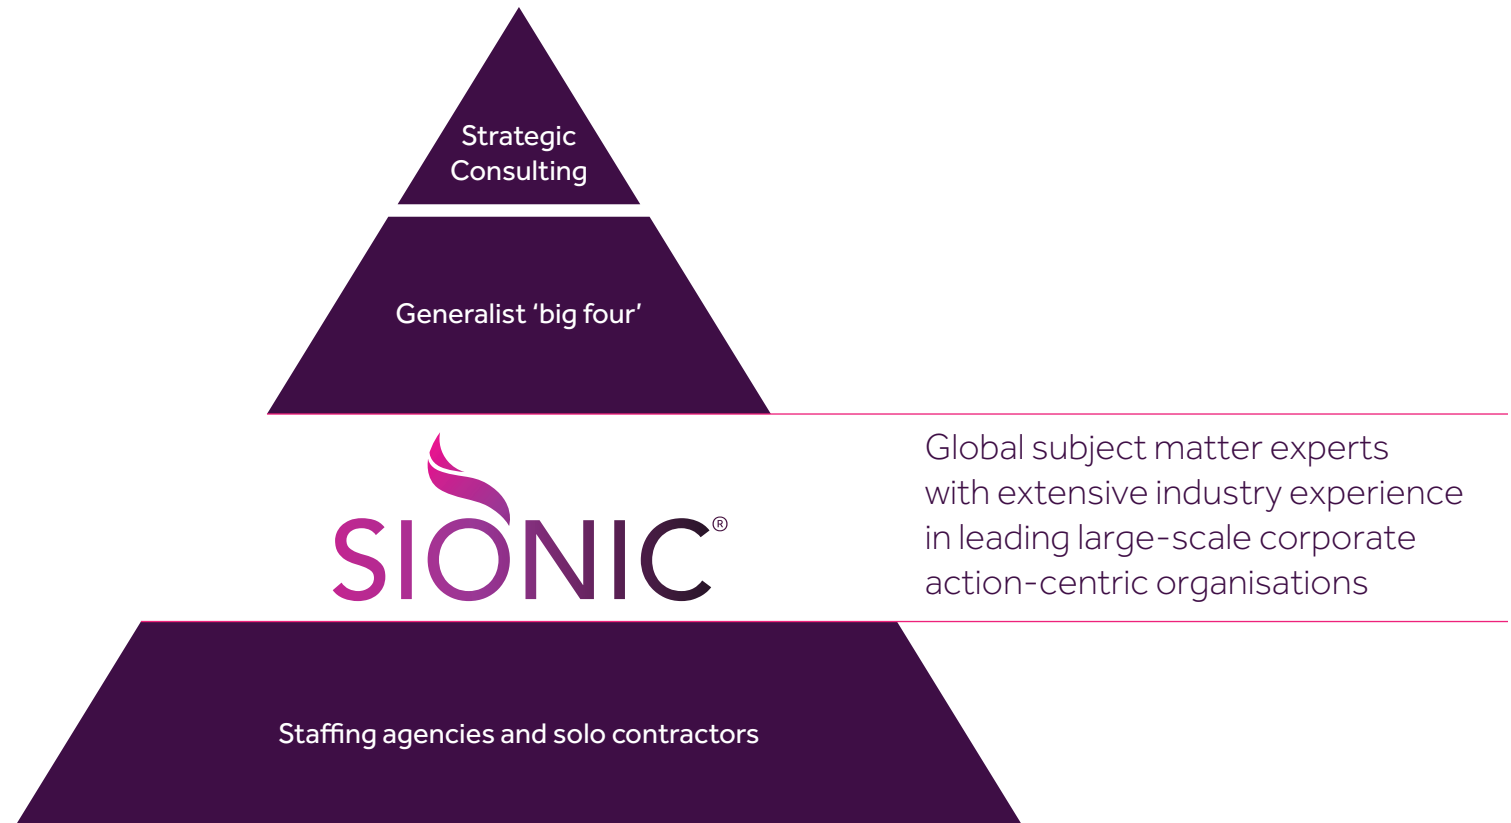 Strategic
Consulting
Generalist ‘big four’
SIONIC®
Global subject matter experts
with extensive industry experience
in leading large-scale corporate
action-centric organisations
Staffing agencies and solo contractors